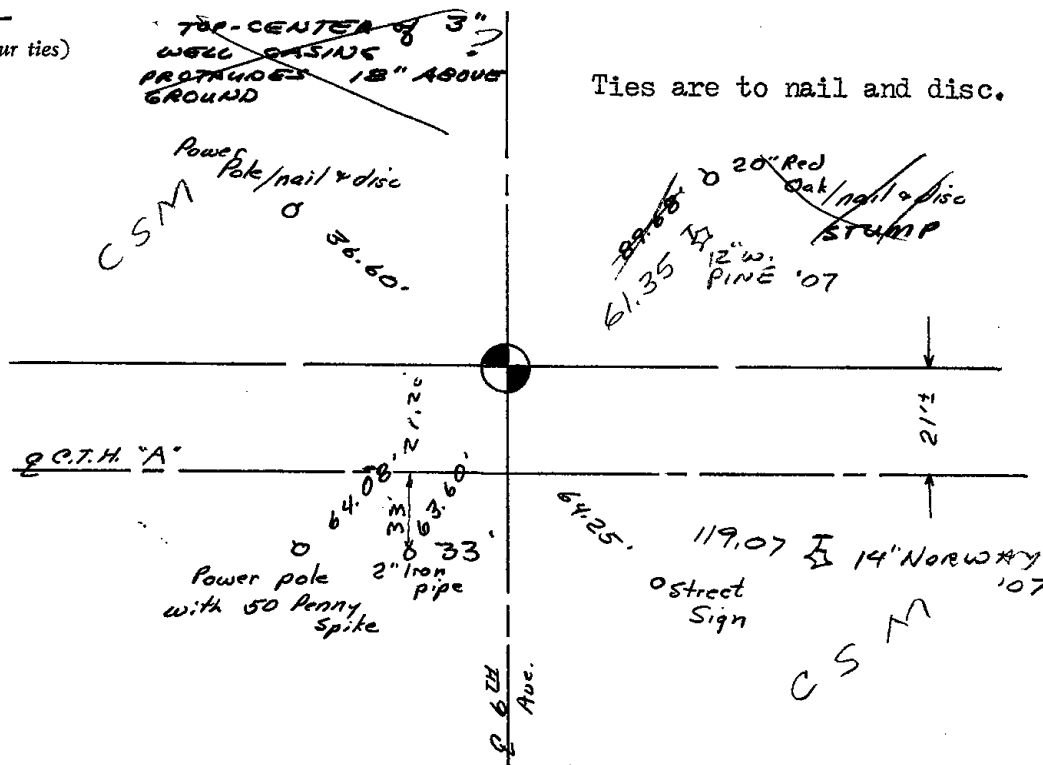 ur ties)
TOP-CENTER of 3" ?
WELL CASING
PROTRUDES 18" ABOVE
GROUND
Ties are to nail and disc.
Power
Pole/nail & disc
CSM
36.60'
20" Red
Oak/nail & disc
STUMP
89.68'
61.35
12" W.
PINE '07
21.20'
21'±
℄ C.T.H. "A"
64.08'
33'
63.60'
33'
2" Iron
pipe
Power pole
with 50 Penny
Spike
64.25'
119.07
14" NORWAY
'07
Street
Sign
CSM
℄ 6TH
Ave.